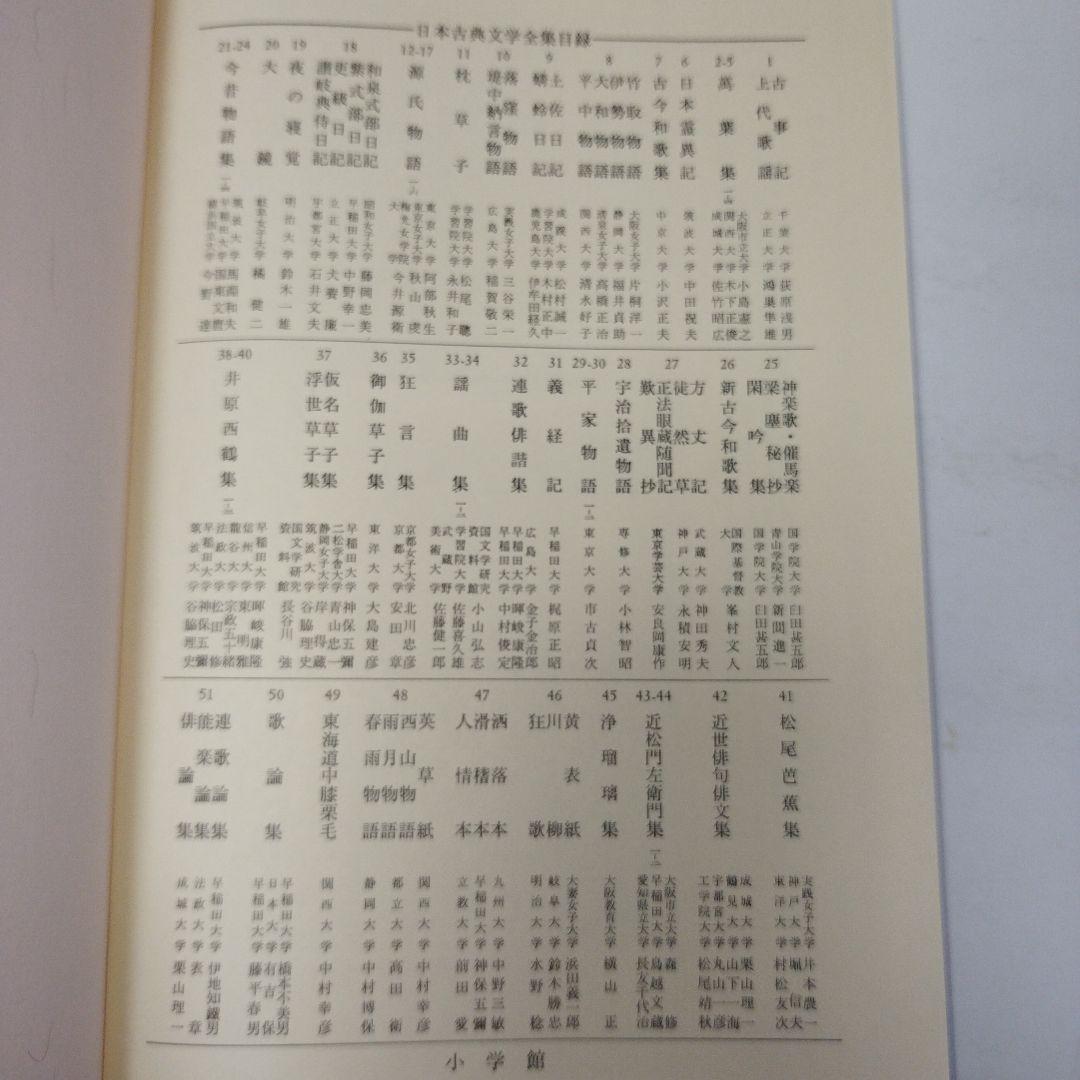 日本古典文学全集目録
1
古事記
上代歌謡
千葉大学 荻原浅男
立正大学 鴻巣隼雄
2-5
萬葉集
大阪市立大学 小島憲之
関西大学 木下正俊
成城大学 佐竹昭広
6
日本霊異記
筑波大学 中田祝夫
7
古今和歌集
中京大学 小沢正夫
8
竹取物語
伊勢物語
大和物語
平中物語
大阪女子大学 片桐洋一
静岡大学 福井貞助
清泉女子大学 高橋正治
関西大学 清水好子
9
土佐日記
蜻蛉日記
成蹊大学 松村誠一
学習院大学 木村正中
鹿児島大学 伊牟田経久
10
落窪物語
堤中納言物語
実践女子大学 三谷栄一
広島大学 稲賀敬二
11
枕草子
学習院大学 松尾聰
学習院大学 永井和子
12-17
源氏物語
東京大学 阿部秋生
東京女子大学 秋山虔
梅光女学院大学 今井源衛
18
和泉式部日記
紫式部日記
更級日記
讃岐典侍日記
昭和女子大学 藤岡忠美
早稲田大学 中野幸一
立正大学 犬養廉
宇都宮大学 石井文夫
19
夜の寝覚
明治大学 鈴木一雄
20
大鏡
橘健二
21-24
今昔物語集
筑波大学 馬淵和夫
早稲田大学 国東文麿
今野達
25
神楽歌・催馬楽
梁塵秘抄
閑吟集
国学院大学 臼田甚五郎
青山学院大学 新間進一
国学院大学 臼田甚五郎
26
新古今和歌集
国際基督教大 峯村文人
27
方丈記
徒然草
正法眼蔵随聞記
歎異抄
武蔵大学 神田秀夫
神戸大学 永積安明
東京学芸大学 安良岡康作
28
宇治拾遺物語
専修大学 小林智昭
29-30
平家物語
東京大学 市古貞次
31
義経記
早稲田大学 梶原正昭
32
連歌俳諧集
広島大学 金子金治郎
早稲田大学 暉峻康隆
早稲田大学 中村俊定
33-34
謡曲集
国文学研究資料館 小山弘志
学習院大学 佐藤喜久雄
武蔵野美術大学 佐藤健一郎
35
狂言集
京都女子大学 北川忠彦
京都大学 安田章
36
御伽草子集
東洋大学 大島建彦
37
仮名草子集
浮世草子集
早稲田大学 神保五彌
二松学舎大学 青山忠一
静岡女子大学 岸得蔵
筑波大学 谷脇理史
国文学研究資料館 長谷川強
38-40
井原西鶴集
早稲田大学 暉峻康隆
信州大学 東明雅
龍谷大学 宗政五十緒
法政大学 松田修
早稲田大学 神保五彌
筑波大学 谷脇理史
41
松尾芭蕉集
実践女子大学 井本農一
神戸大学 堀信夫
東洋大学 村松友次
42
近世俳句俳文集
成城大学 栗山理一
鶴見大学 山下一海
宇都宮大学 丸山一彦
工学院大学 松尾靖秋
43-44
近松門左衛門集
大阪市立大学 森修
早稲田大学 鳥越文蔵
愛知県立大学 長友千代治
45
浄瑠璃集
大阪教育大学 横山正
46
黄表紙
川柳
狂歌
大妻女子大学 浜田義一郎
岐阜大学 鈴木勝忠
明治大学 水野稔
47
洒落本
滑稽本
人情本
九州大学 中野三敏
早稲田大学 神保五彌
立教大学 前田愛
48
英草紙
西山物語
雨月物語
春雨物語
関西大学 中村幸彦
都立大学 高田衛
静岡大学 中村博保
49
東海道中膝栗毛
関西大学 中村幸彦
50
歌論集
早稲田大学 橋本不美男
日本大学 有吉保
早稲田大学 藤平春男
51
連歌論集
能楽論集
俳論集
早稲田大学 伊地知鐵男
法政大学 表章
成城大学 栗山理一
小学館